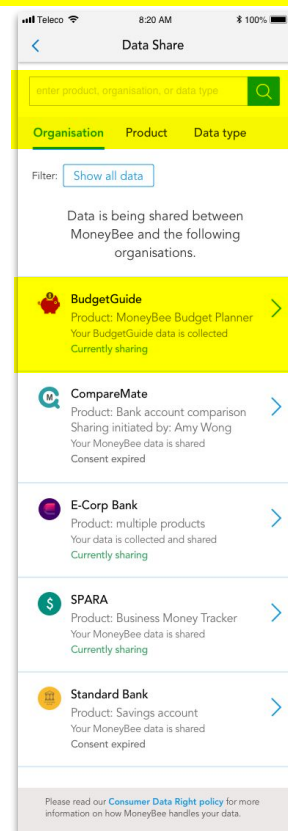 Teleco 8:20 AM 100%
Data Share
enter product, organisation, or data type
Organisation Product Data type
Filter: Show all data
Data is being shared between
MoneyBee and the following
organisations.
BudgetGuide
Product: MoneyBee Budget Planner
Your BudgetGuide data is collected
Currently sharing
M
CompareMate
Product: Bank account comparison
Sharing initiated by: Amy Wong
Your MoneyBee data is shared
Consent expired
E-Corp Bank
Product: multiple products
Your data is collected and shared
Currently sharing
$
SPARA
Product: Business Money Tracker
Your MoneyBee data is shared
Currently sharing
Standard Bank
Product: Savings account
Your MoneyBee data is shared
Consent expired
Please read our Consumer Data Right policy for more
information on how MoneyBee handles your data.